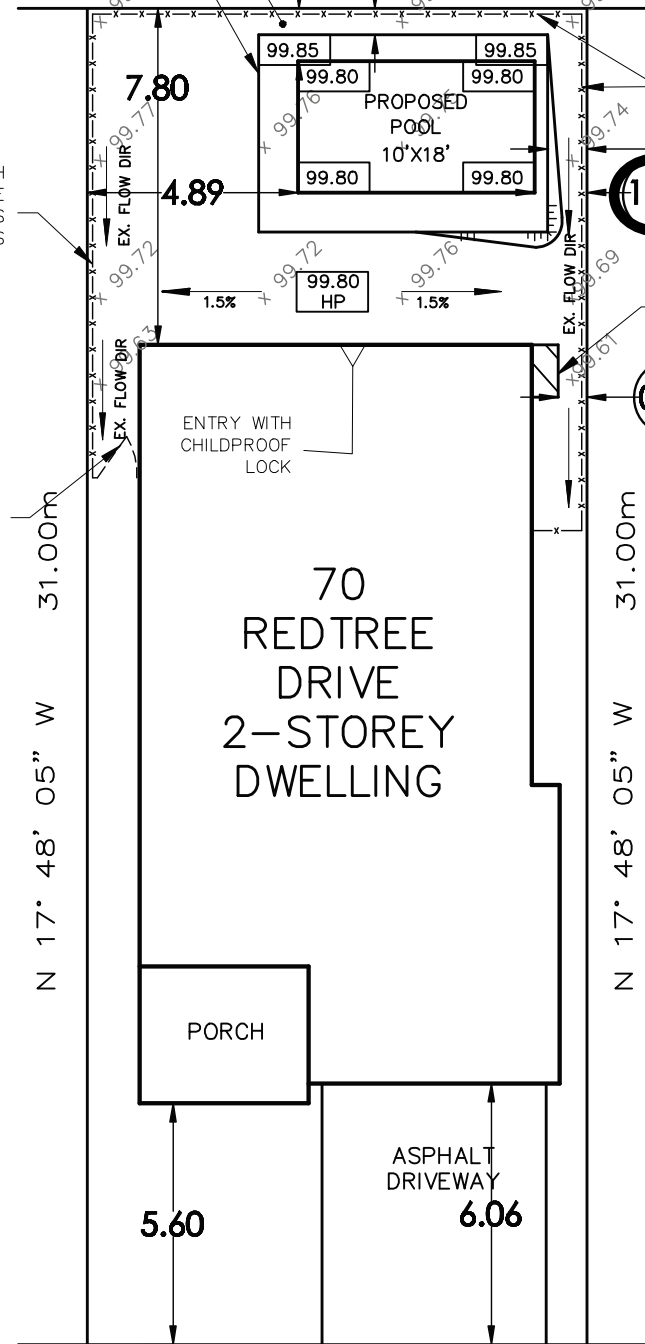 99.85
99.85
99.80
99.80
7.80
99.76
PROPOSED
POOL
10'X18'
99.77
99.74
99.80
99.80
EX. FLOW DIR
4.89
1
99.72
99.72
99.76
EX. FLOW DIR
99.69
99.80
HP
1.5%
1.5%
99.63
99.61
EX. FLOW DIR
ENTRY WITH
CHILDPROOF
LOCK
31.00m
31.00m
70
REDTREE
DRIVE
2-STOREY
DWELLING
N 17° 48' 05" W
N 17° 48' 05" W
PORCH
ASPHALT
DRIVEWAY
5.60
6.06